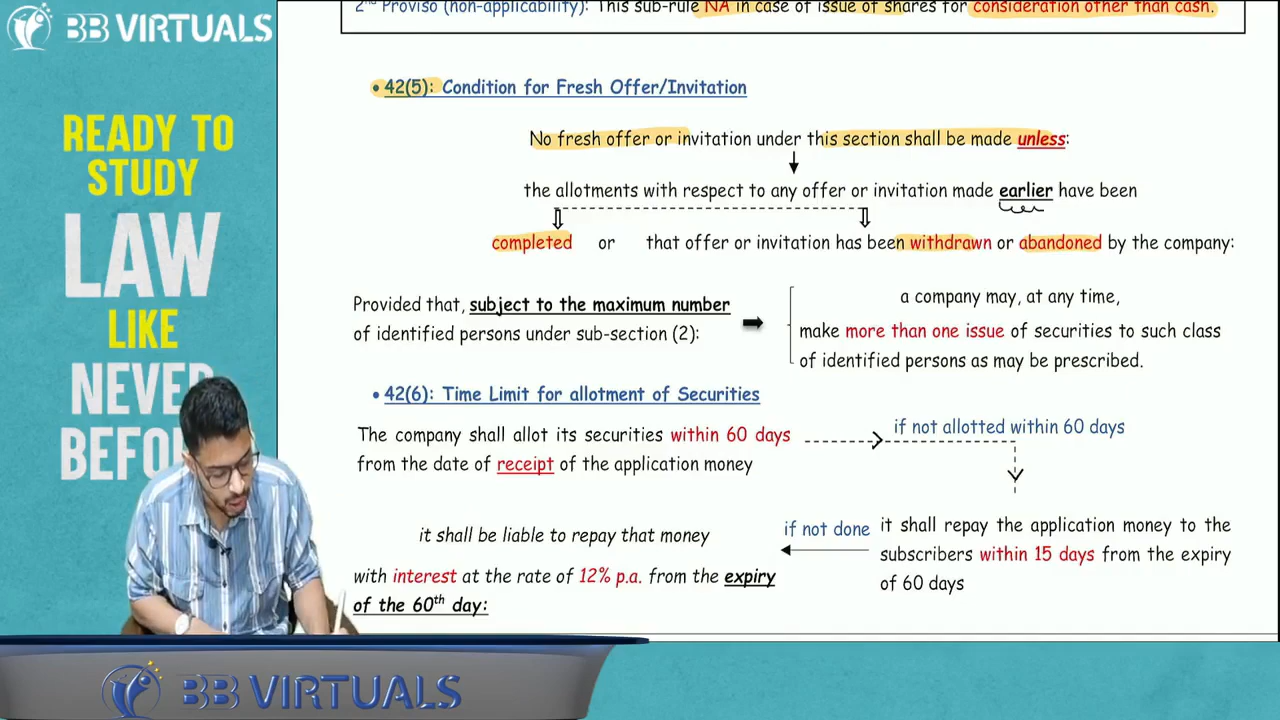 BB VIRTUALS
READY TO
STUDY
LAW
LIKE
NEVER
2nd Proviso (non-applicability): This sub-rule NA in case of issue of shares for consideration other than cash.
• 42(5): Condition for Fresh Offer/Invitation
No fresh offer or invitation under this section shall be made unless:
the allotments with respect to any offer or invitation made earlier have been
completed or that offer or invitation has been withdrawn or abandoned by the company:
Provided that, subject to the maximum number
of identified persons under sub-section (2):
a company may, at any time,
make more than one issue of securities to such class
of identified persons as may be prescribed.
• 42(6): Time Limit for allotment of Securities
The company shall allot its securities within 60 days
from the date of receipt of the application money
if not allotted within 60 days
it shall repay the application money to the
subscribers within 15 days from the expiry
of 60 days
if not done
it shall be liable to repay that money
with interest at the rate of 12% p.a. from the expiry
of the 60th day:
BB VIRTUALS